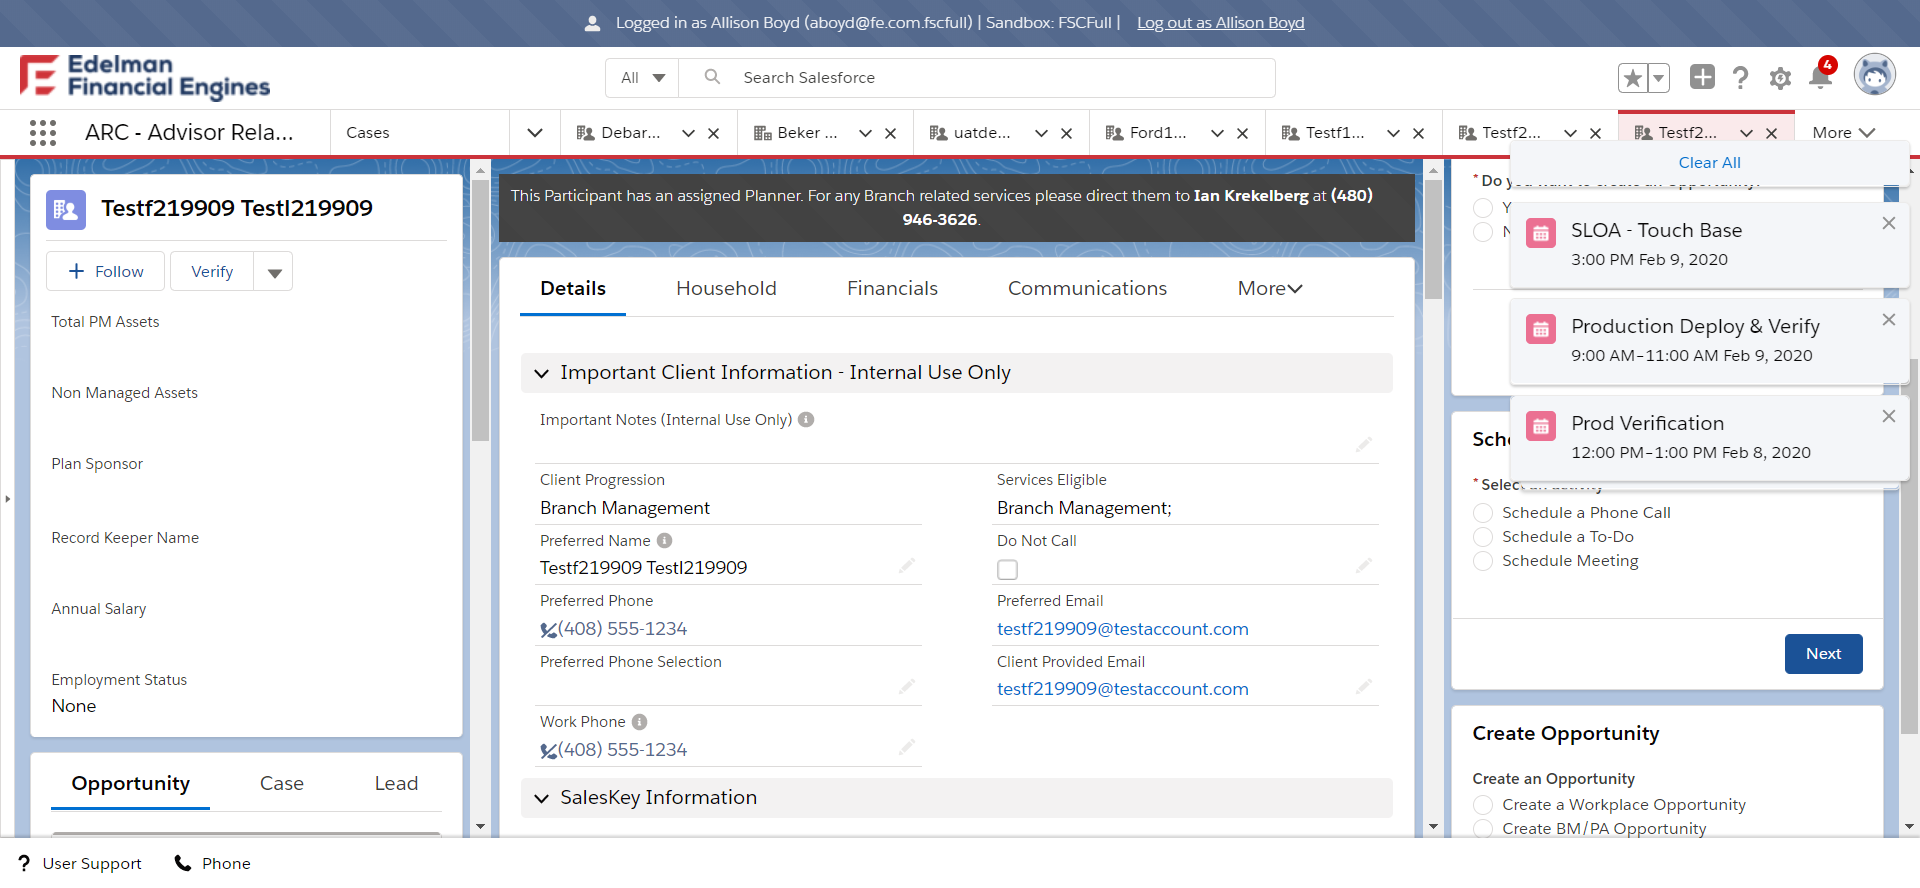 Logged in as Allison Boyd (aboyd@fe.com.fscfull) | Sandbox: FSCFull | Log out as Allison Boyd
Edelman
Financial Engines
All
Search Salesforce
4
ARC - Advisor Rela...
Cases
Debar...
Beker ...
uatde...
Ford1...
Testf1...
Testf2...
Testf2...
More
Clear All
SLOA - Touch Base
3:00 PM Feb 9, 2020
Production Deploy & Verify
9:00 AM–11:00 AM Feb 9, 2020
Prod Verification
12:00 PM–1:00 PM Feb 8, 2020
Testf219909 Testl219909
Follow
Verify
Total PM Assets
Non Managed Assets
Plan Sponsor
Record Keeper Name
Annual Salary
Employment Status
None
Opportunity
Case
Lead
This Participant has an assigned Planner. For any Branch related services please direct them to Ian Krekelberg at (480)
946-3626.
Details
Household
Financials
Communications
More
Important Client Information - Internal Use Only
Important Notes (Internal Use Only)
Client Progression
Branch Management
Services Eligible
Branch Management;
Preferred Name
Testf219909 Testl219909
Do Not Call
Preferred Phone
(408) 555-1234
Preferred Email
testf219909@testaccount.com
Preferred Phone Selection
Client Provided Email
testf219909@testaccount.com
Work Phone
(408) 555-1234
SalesKey Information
*Select an activity
Schedule a Phone Call
Schedule a To-Do
Schedule Meeting
Next
Create Opportunity
Create an Opportunity
Create a Workplace Opportunity
Create BM/PA Opportunity
User Support
Phone